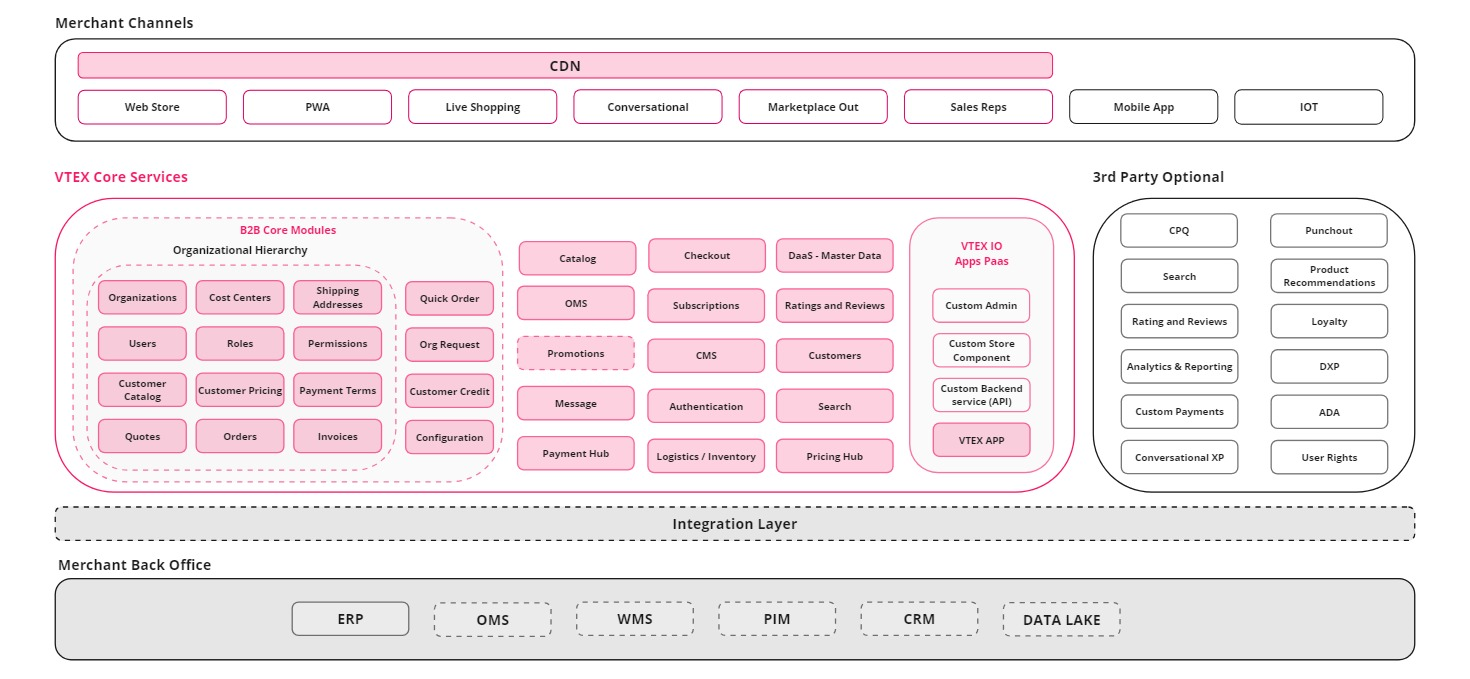 Merchant Channels
CDN
Web Store
PWA
Live Shopping
Conversational
Marketplace Out
Sales Reps
Mobile App
IOT
VTEX Core Services
B2B Core Modules
Organizational Hierarchy
Organizations
Cost Centers
Shipping
Addresses
Users
Roles
Permissions
Customer
Catalog
Customer Pricing
Payment Terms
Quotes
Orders
Invoices
Quick Order
Org Request
Customer Credit
Configuration
Catalog
Checkout
DaaS - Master Data
OMS
Subscriptions
Ratings and Reviews
Promotions
CMS
Customers
Message
Authentication
Search
Payment Hub
Logistics / Inventory
Pricing Hub
VTEX IO
Apps Paas
Custom Admin
Custom Store
Component
Custom Backend
service (API)
VTEX APP
3rd Party Optional
CPQ
Punchout
Search
Product
Recommendations
Rating and Reviews
Loyalty
Analytics & Reporting
DXP
Custom Payments
ADA
Conversational XP
User Rights
Integration Layer
Merchant Back Office
ERP
OMS
WMS
PIM
CRM
DATA LAKE